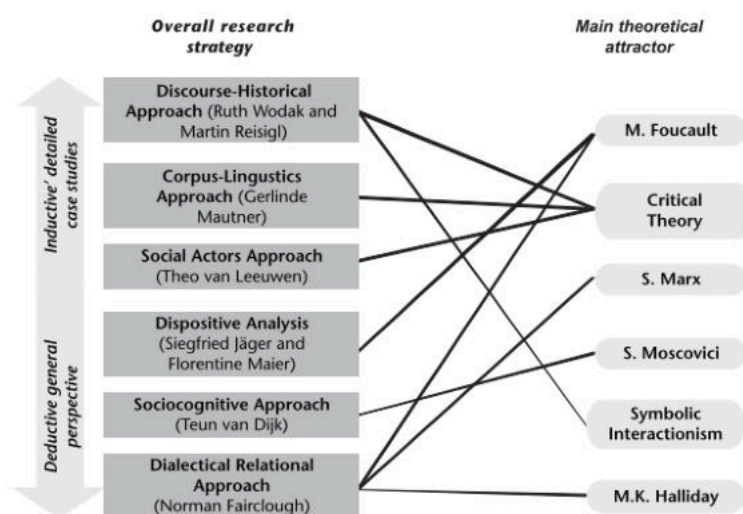 Overall research
strategy
Main theoretical
attractor
Inductive' detailed
case studies
Deductive general
perspective
Discourse-Historical
Approach (Ruth Wodak and
Martin Reisigl)
Corpus-Lingustics
Approach (Gerlinde
Mautner)
Social Actors Approach
(Theo van Leeuwen)
Dispositive Analysis
(Siegfried Jäger and
Florentine Maier)
Sociocognitive Approach
(Teun van Dijk)
Dialectical Relational
Approach
(Norman Fairclough)
M. Foucault
Critical
Theory
S. Marx
S. Moscovici
Symbolic
Interactionism
M.K. Halliday